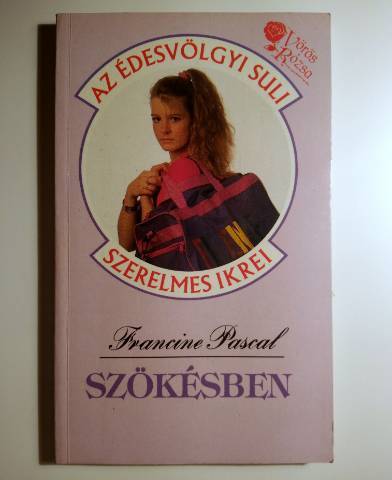 Vörös
Rózsa
AZ ÉDESVÖLGYI SULI
SZERELMES IKREI
Francine Pascal
SZÖKÉSBEN